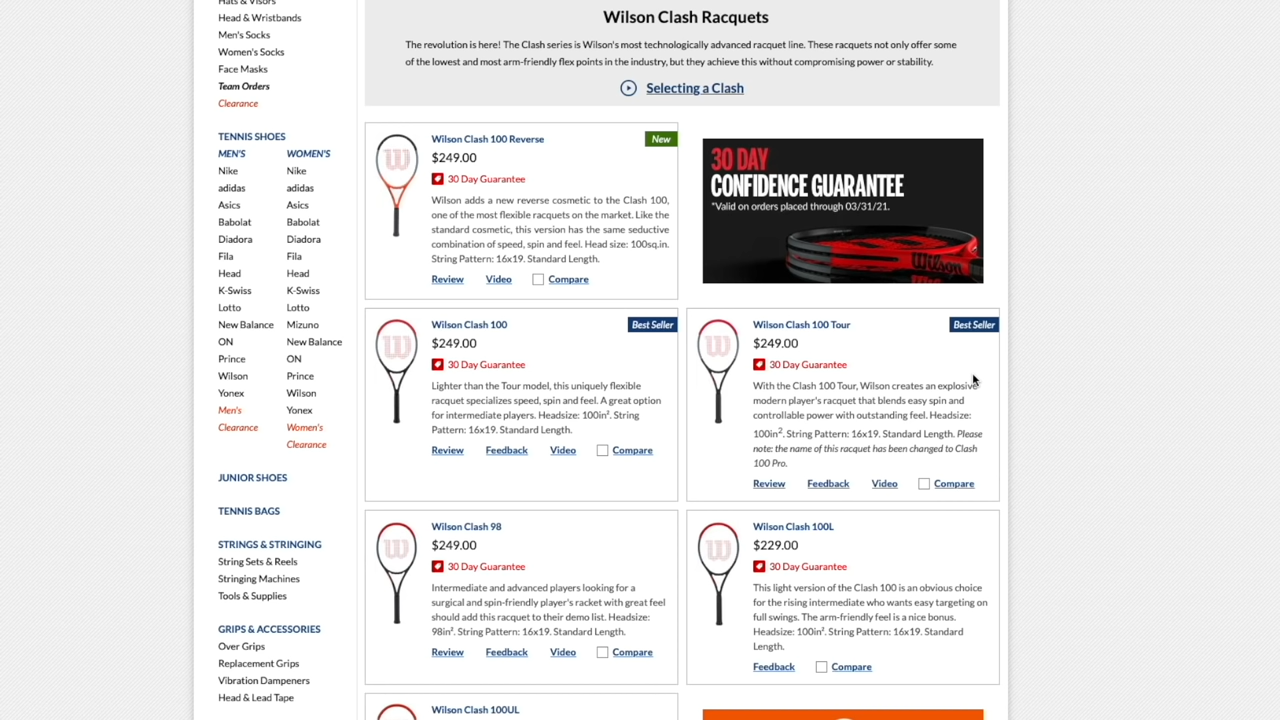 Hats & Visors
Head & Wristbands
Men's Socks
Women's Socks
Face Masks
Team Orders
Clearance
TENNIS SHOES
MEN'S
Nike
adidas
Asics
Babolat
Diadora
Fila
Head
K-Swiss
Lotto
New Balance
ON
Prince
Wilson
Yonex
Men's
Clearance
WOMEN'S
Nike
adidas
Asics
Babolat
Diadora
Fila
Head
K-Swiss
Lotto
Mizuno
New Balance
ON
Prince
Wilson
Yonex
Women's
Clearance
JUNIOR SHOES
TENNIS BAGS
STRINGS & STRINGING
String Sets & Reels
Stringing Machines
Tools & Supplies
GRIPS & ACCESSORIES
Over Grips
Replacement Grips
Vibration Dampeners
Head & Lead Tape
Wilson Clash Racquets
The revolution is here! The Clash series is Wilson's most technologically advanced racquet line. These racquets not only offer some
of the lowest and most arm-friendly flex points in the industry, but they achieve this without compromising power or stability.
Selecting a Clash
Wilson Clash 100 Reverse
New
$249.00
30 Day Guarantee
Wilson adds a new reverse cosmetic to the Clash 100,
one of the most flexible racquets on the market. Like the
standard cosmetic, this version has the same seductive
combination of speed, spin and feel. Head size: 100sq.in.
String Pattern: 16x19. Standard Length.
Review Video Compare
30 DAY
CONFIDENCE GUARANTEE
*Valid on orders placed through 03/31/21.
Wilson
Wilson Clash 100
Best Seller
$249.00
30 Day Guarantee
Lighter than the Tour model, this uniquely flexible
racquet specializes speed, spin and feel. A great option
for intermediate players. Headsize: 100in². String
Pattern: 16x19. Standard Length.
Review Feedback Video Compare
Wilson Clash 100 Tour
Best Seller
$249.00
30 Day Guarantee
With the Clash 100 Tour, Wilson creates an explosive
modern player's racquet that blends easy spin and
controllable power with outstanding feel. Headsize:
100in². String Pattern: 16x19. Standard Length. Please
note: the name of this racquet has been changed to Clash
100 Pro.
Review Feedback Video Compare
Wilson Clash 98
$249.00
30 Day Guarantee
Intermediate and advanced players looking for a
surgical and spin-friendly player's racket with great feel
should add this racquet to their demo list. Headsize:
98in². String Pattern: 16x19. Standard Length.
Review Feedback Video Compare
Wilson Clash 100L
$229.00
30 Day Guarantee
This light version of the Clash 100 is an obvious choice
for the rising intermediate who wants easy targeting on
full swings. The arm-friendly feel is a nice bonus.
Headsize: 100in². String Pattern: 16x19. Standard
Length.
Feedback Compare
Wilson Clash 100UL